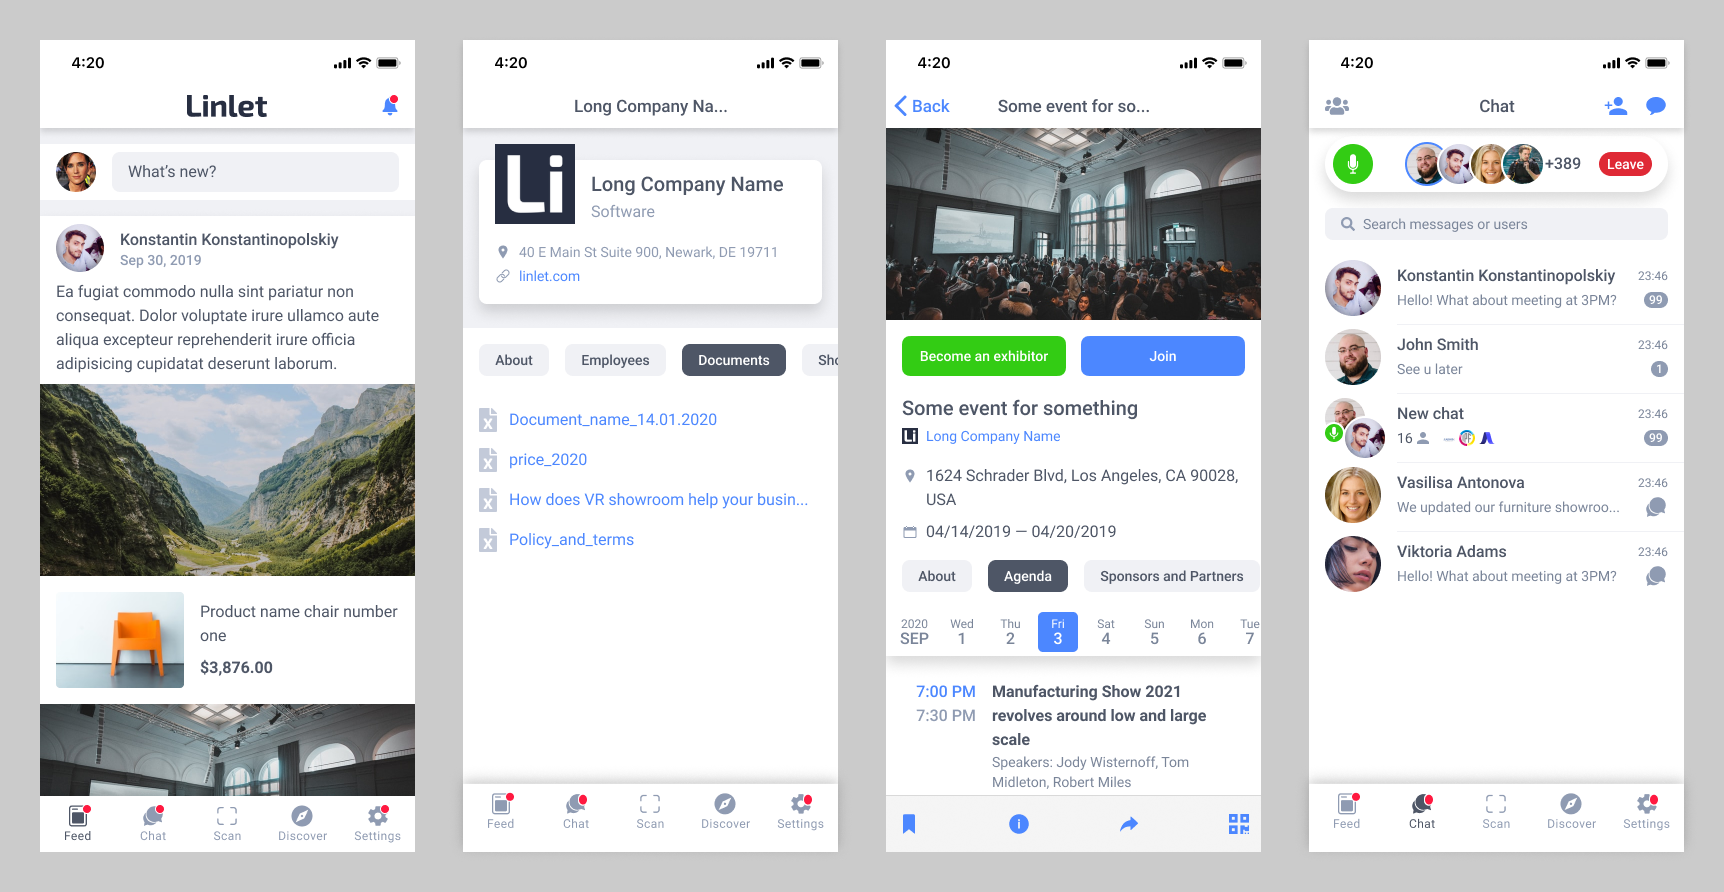 4:20
Linlet
What's new?
Konstantin Konstantinopolskiy
Sep 30, 2019
Ea fugiat commodo nulla sint pariatur non
consequat. Dolor voluptate irure ullamco aute
aliqua excepteur reprehenderit irure officia
adipisicing cupidatat deserunt laborum.
Product name chair number
one
$3,876.00
Feed
Chat
Scan
Discover
Settings
4:20
Long Company Na...
Li
Long Company Name
Software
40 E Main St Suite 900, Newark, DE 19711
linlet.com
About
Employees
Documents
Sho
Document_name_14.01.2020
price_2020
How does VR showroom help your busin...
Policy_and_terms
Feed
Chat
Scan
Discover
Settings
4:20
Back
Some event for so...
Become an exhibitor
Join
Some event for something
Li
Long Company Name
1624 Schrader Blvd, Los Angeles, CA 90028,
USA
04/14/2019 — 04/20/2019
About
Agenda
Sponsors and Partners
2020 Wed Thu Fri Sat Sun Mon Tue
SEP 1 2 3 4 5 6 7
7:00 PM
7:30 PM
Manufacturing Show 2021
revolves around low and large
scale
Speakers: Jody Wisternoff, Tom
Midleton, Robert Miles
4:20
Chat
+389
Leave
Search messages or users
Konstantin Konstantinopolskiy 23:46
Hello! What about meeting at 3PM? 99
John Smith 23:46
See u later 1
New chat 23:46
16 99
Vasilisa Antonova 23:46
We updated our furniture showroo...
Viktoria Adams 23:46
Hello! What about meeting at 3PM?
Feed
Chat
Scan
Discover
Settings